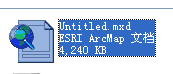 Untitled.mxd
ESRI ArcMap 文档
4,240 KB